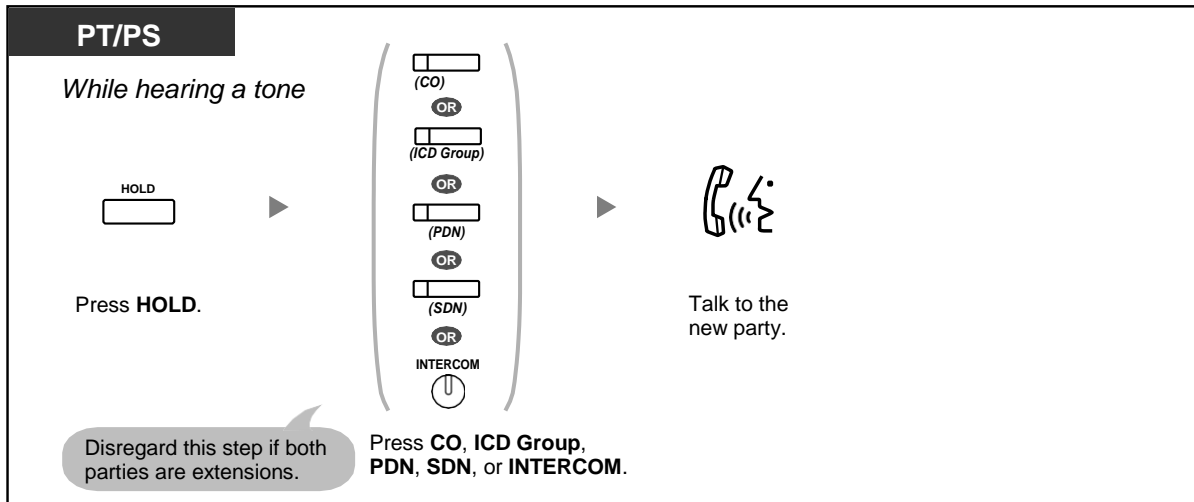 PT/PS
While hearing a tone
HOLD
Press HOLD.
(CO)
OR
(ICD Group)
OR
(PDN)
OR
(SDN)
OR
INTERCOM
Disregard this step if both
parties are extensions.
Press CO, ICD Group,
PDN, SDN, or INTERCOM.
Talk to the
new party.